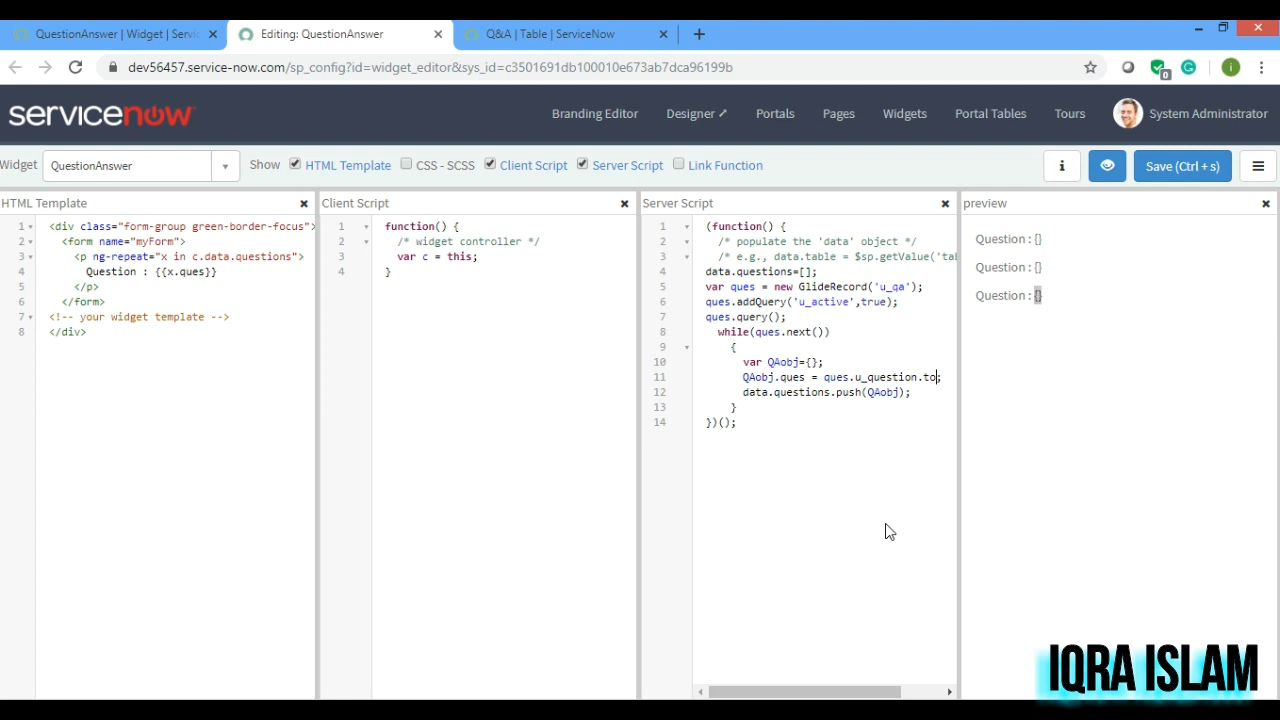 QuestionAnswer | Widget | Servic
Editing: QuestionAnswer
Q&A | Table | ServiceNow
dev56457.service-now.com/sp_config?id=widget_editor&sys_id=c3501691db100010e673ab7dca96199b
0
i
servicenow
Branding Editor
Designer
Portals
Pages
Widgets
Portal Tables
Tours
System Administrator
Widget
QuestionAnswer
Show
HTML Template
CSS - SCSS
Client Script
Server Script
Link Function
i
Save (Ctrl + s)
HTML Template
1 <div class="form-group green-border-focus">
2 <form name="myForm">
3 <p ng-repeat="x in c.data.questions">
4 Question : {{x.ques}}
5 </p>
6 </form>
7 <!-- your widget template -->
8 </div>
Client Script
1 function() {
2 /* widget controller */
3 var c = this;
4 }
Server Script
1 (function() {
2 /* populate the 'data' object */
3 /* e.g., data.table = $sp.getValue('tab
4 data.questions=[];
5 var ques = new GlideRecord('u_qa');
6 ques.addQuery('u_active',true);
7 ques.query();
8 while(ques.next())
9 {
10 var QAobj={};
11 QAobj.ques = ques.u_question.to;
12 data.questions.push(QAobj);
13 }
14 })();
preview
Question : {}
Question : {}
Question : {}
IQRA ISLAM